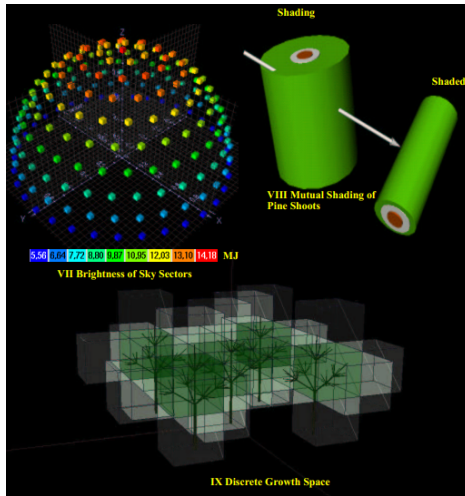 Shading
Z
Shaded
VIII Mutual Shading of
Pine Shoots
Y
X
5,56 6,64 7,72 8,80 9,87 10,95 12,03 13,10 14,18 MJ
VII Brightness of Sky Sectors
IX Discrete Growth Space